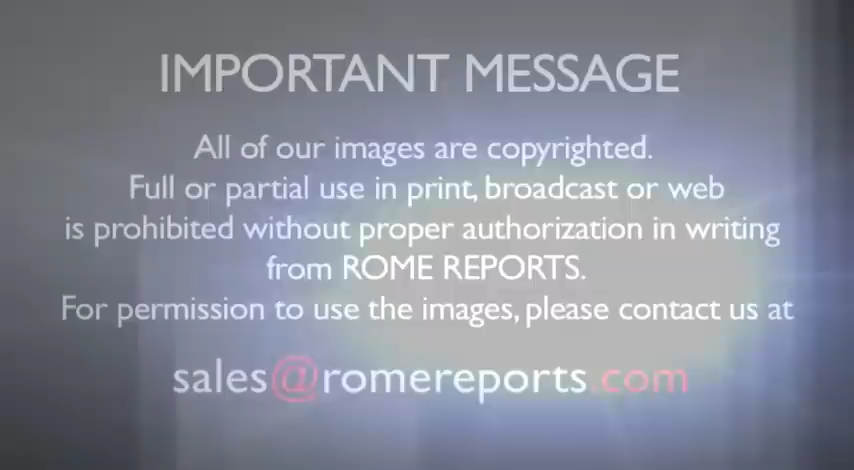 IMPORTANT MESSAGE
All of our images are copyrighted.
Full or partial use in print, broadcast or web
is prohibited without proper authorization in writing
from ROME REPORTS.
For permission to use the images, please contact us at
sales@romereports.com